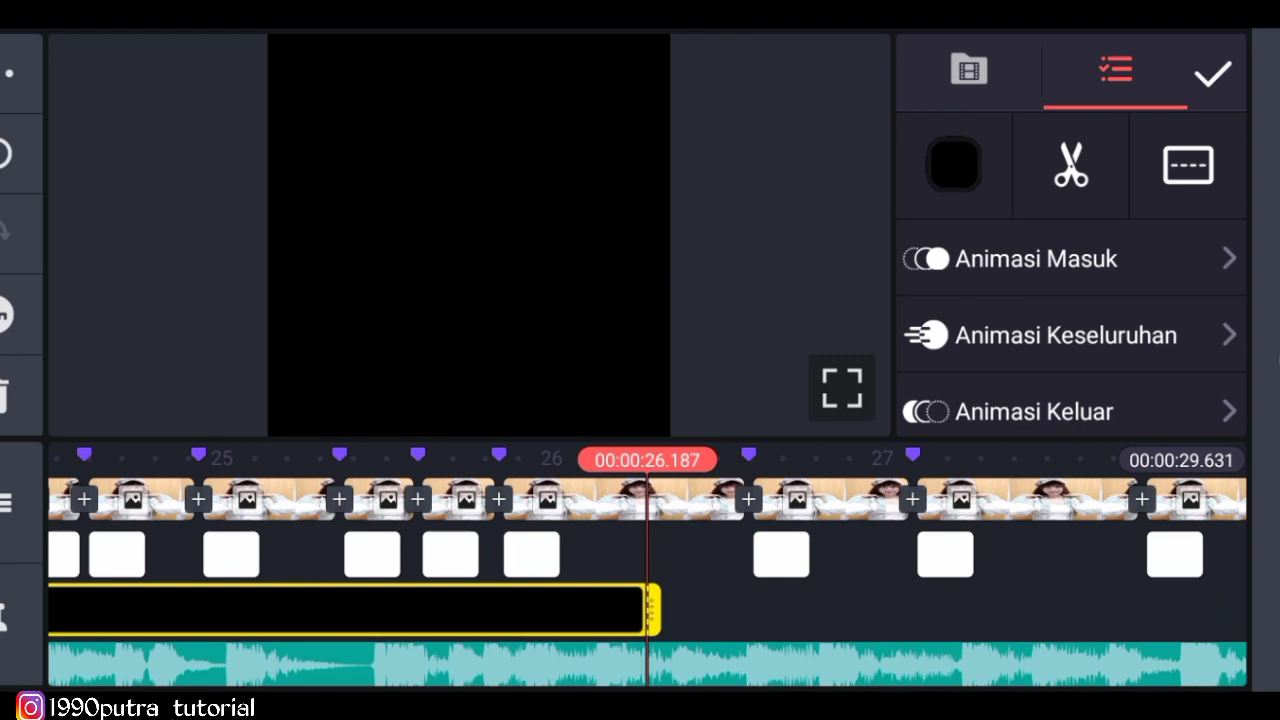 Animasi Masuk
Animasi Keseluruhan
Animasi Keluar
25
26
00:00:26.187
27
00:00:29.631
1990putra tutorial